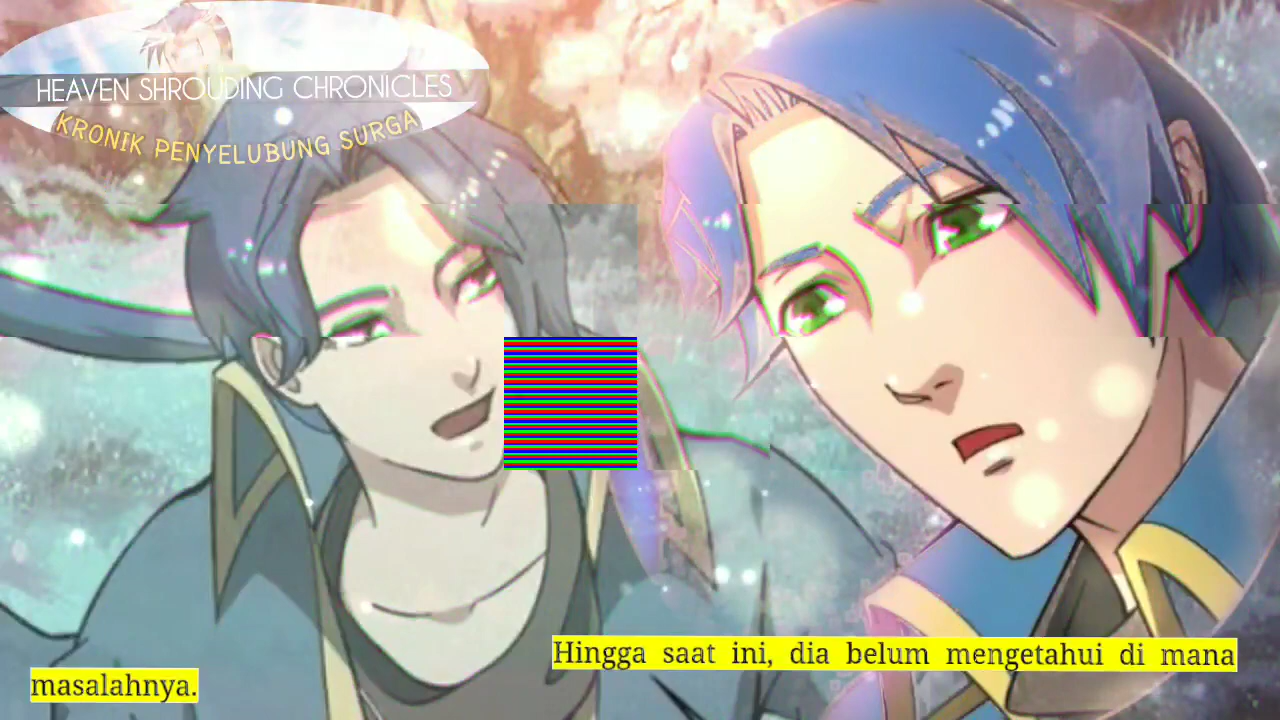 HEAVEN SHROUDING CHRONICLES
KRONIK PENYELUBUNG SURGA
Hingga saat ini, dia belum mengetahui di mana
masalahnya.